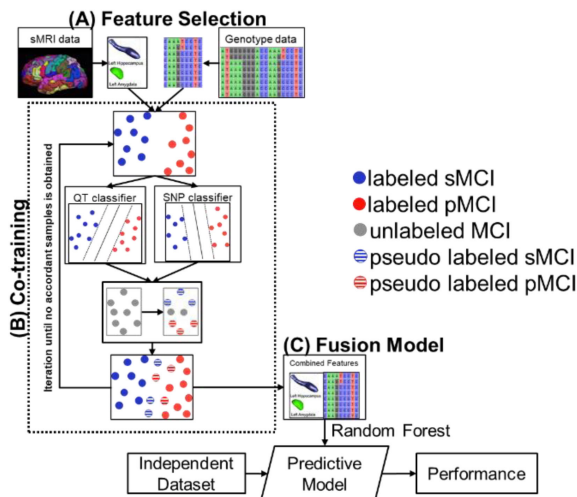 (A) Feature Selection
sMRI data
Genotype data
Left Hippocampus
Left Amygdala
(B) Co-training
Iteration until no accordant samples is obtained
QT classifier
SNP classifier
labeled sMCI
labeled pMCI
unlabeled MCI
pseudo labeled sMCI
pseudo labeled pMCI
(C) Fusion Model
Combined Features
Left Hippocampus
Left Amygdala
Random Forest
Independent
Dataset
Predictive
Model
Performance